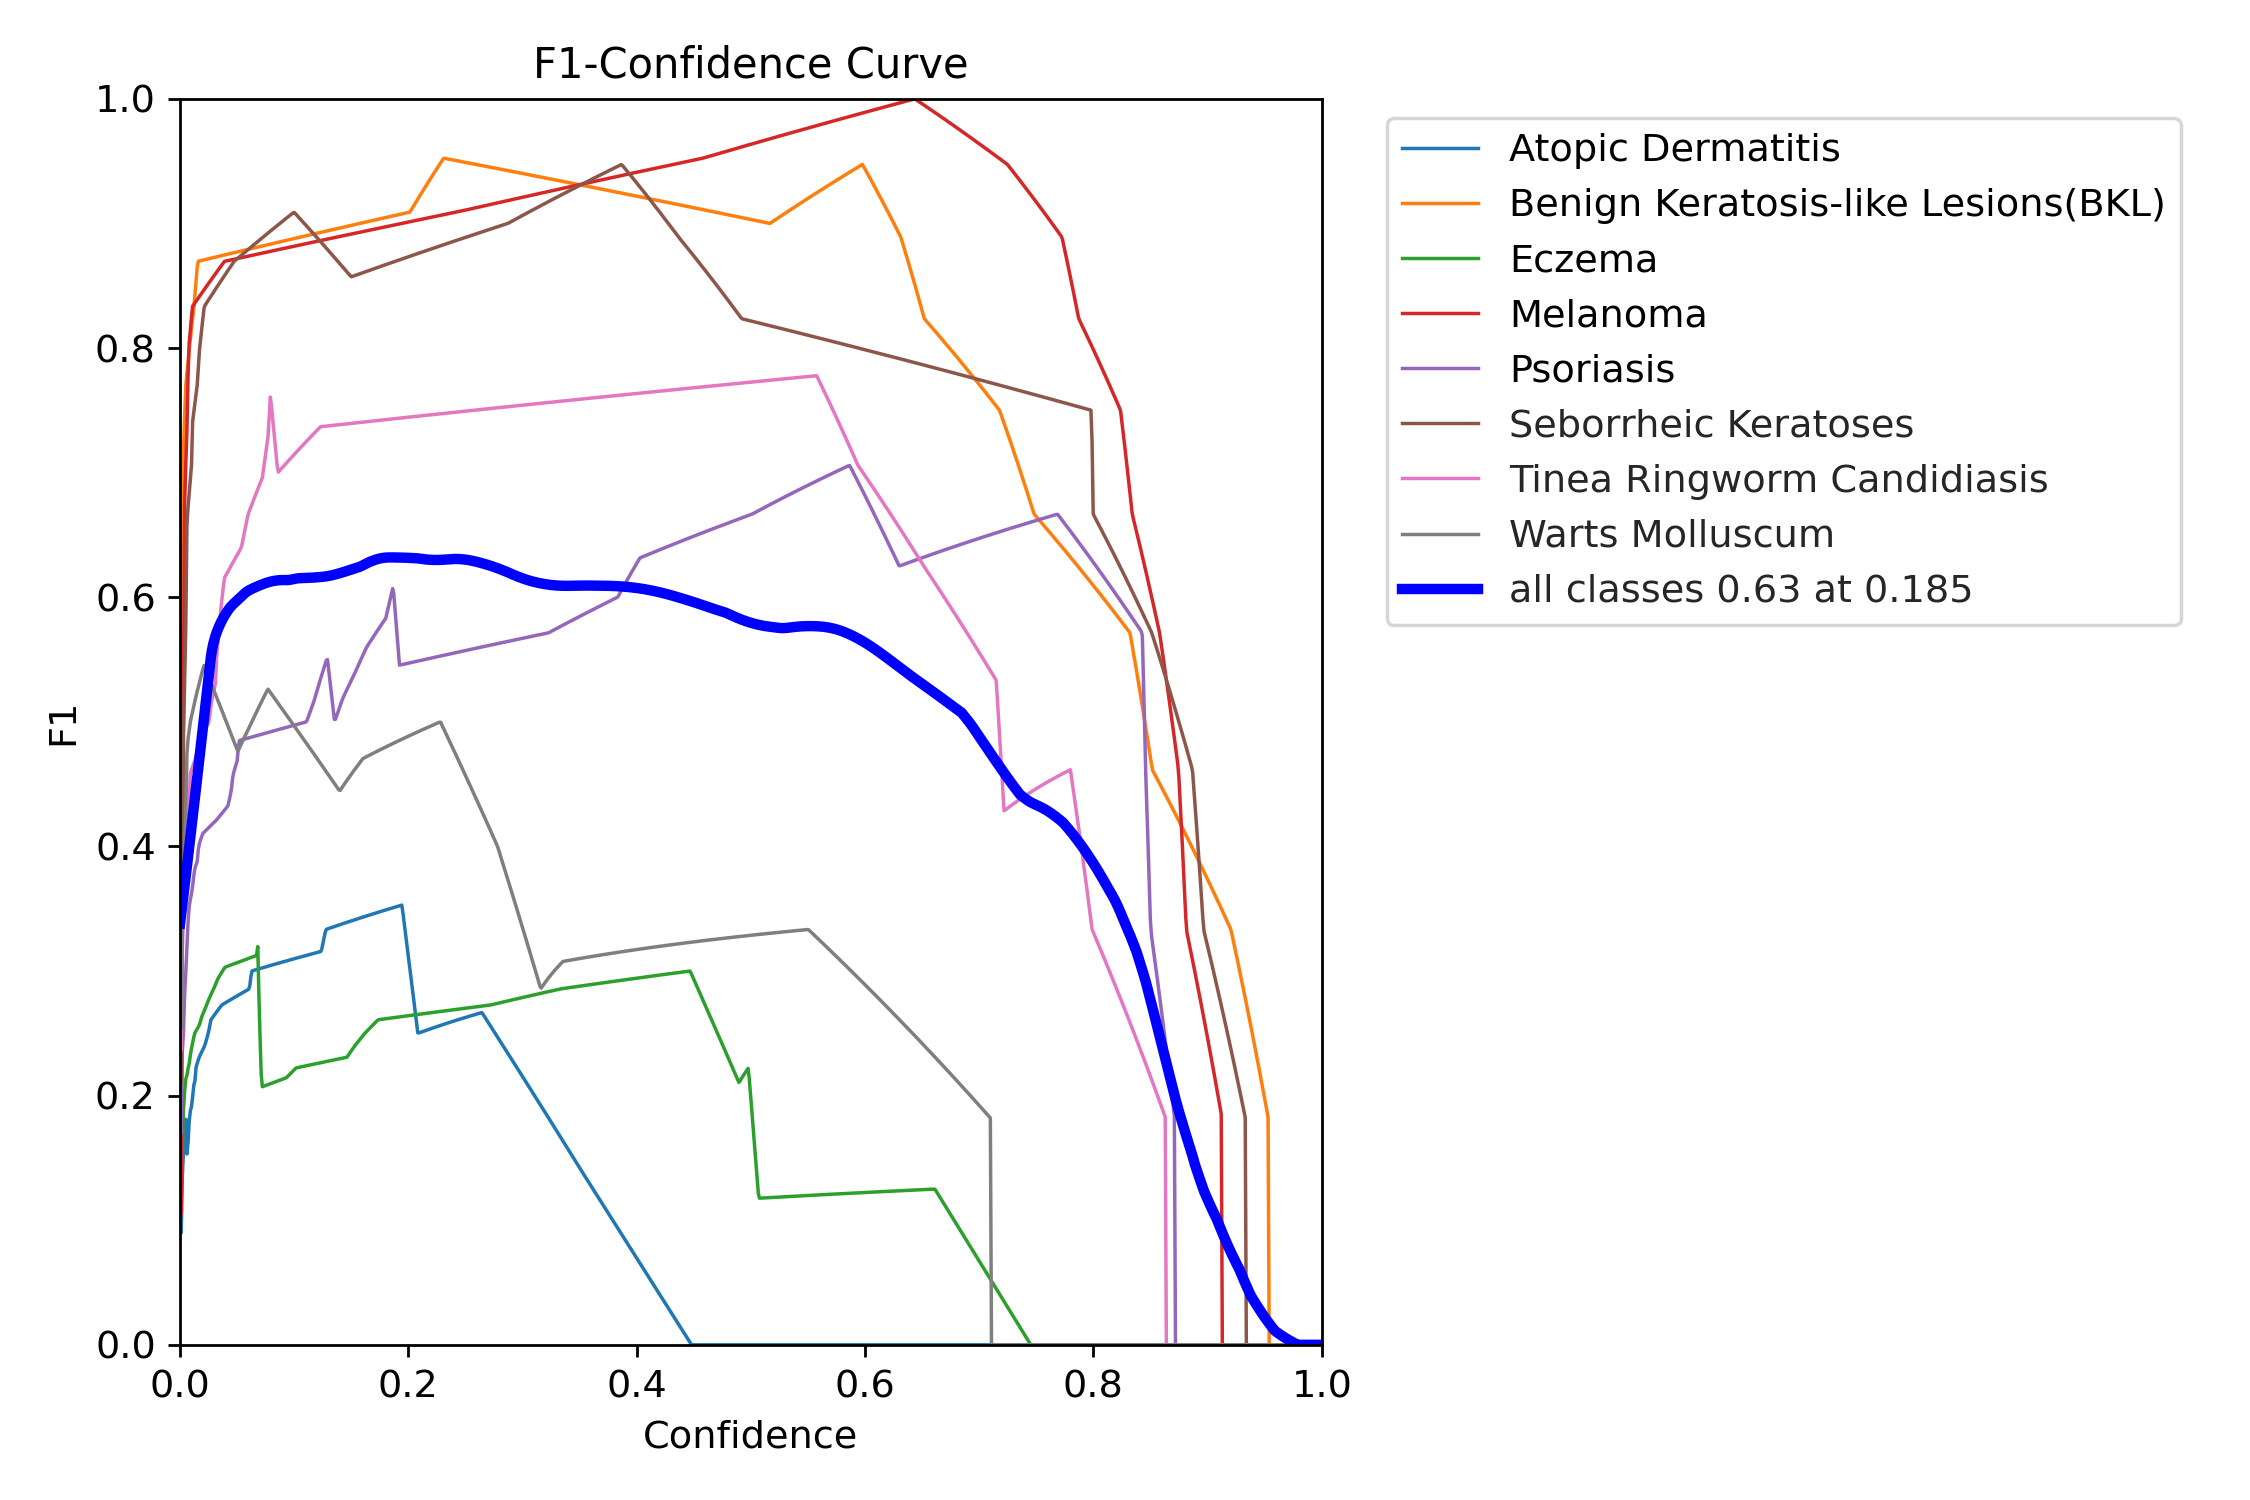 F1-Confidence Curve
1.0
0.8
0.6
0.4
0.2
0.0
F1
0.0 0.2 0.4 0.6 0.8 1.0
Confidence
Atopic Dermatitis
Benign Keratosis-like Lesions(BKL)
Eczema
Melanoma
Psoriasis
Seborrheic Keratoses
Tinea Ringworm Candidiasis
Warts Molluscum
all classes 0.63 at 0.185